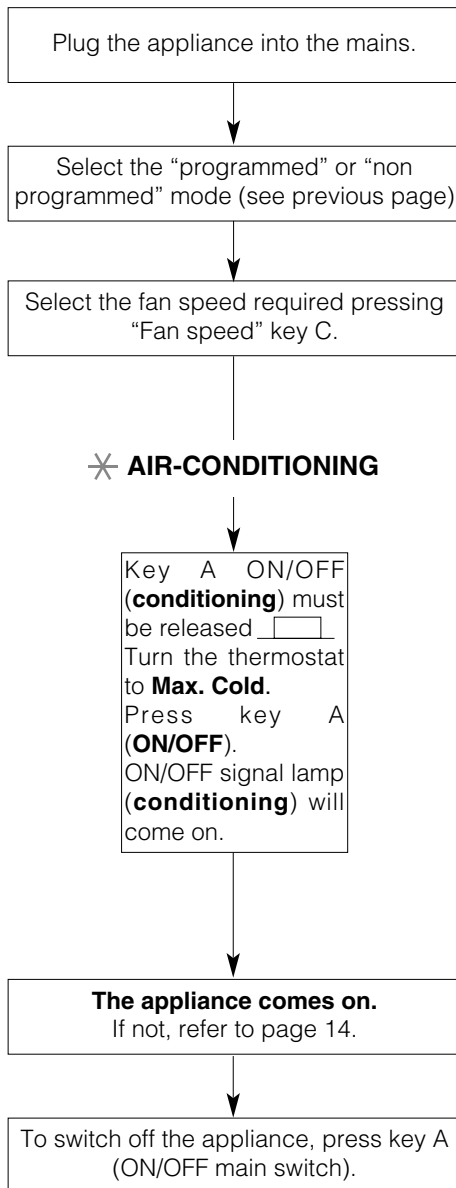 Plug the appliance into the mains.
Select the “programmed” or “non
programmed” mode (see previous page)
Select the fan speed required pressing
“Fan speed” key C.
AIR-CONDITIONING
Key A ON/OFF
(conditioning) must
be released
Turn the thermostat
to Max. Cold.
Press key A
(ON/OFF).
ON/OFF signal lamp
(conditioning) will
come on.
The appliance comes on.
If not, refer to page 14.
To switch off the appliance, press key A
(ON/OFF main switch).